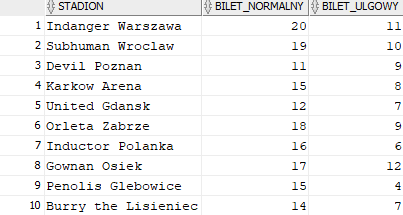 STADION BILET_NORMALNY BILET_ULGOWY
1 Indanger Warszawa 20 11
2 Subhuman Wroclaw 19 10
3 Devil Poznan 11 9
4 Karkow Arena 15 8
5 United Gdansk 12 7
6 Orleta Zabrze 18 9
7 Inductor Polanka 16 6
8 Gownan Osiek 17 12
9 Penolis Glebowice 15 4
10 Burry the Lisieniec 14 7